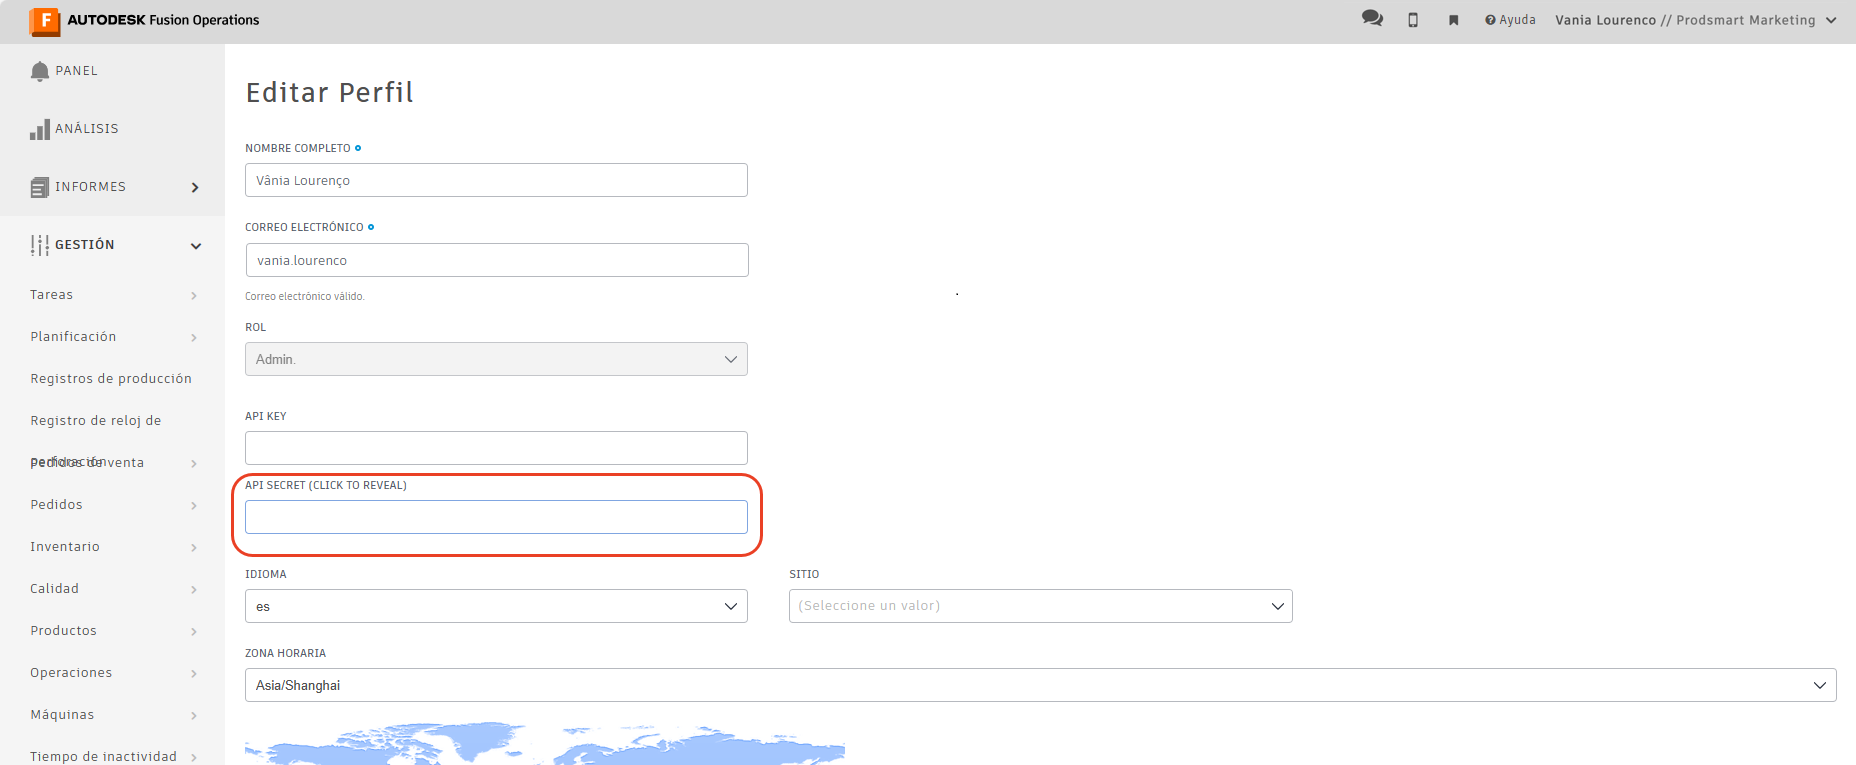 F AUTODESK Fusion Operations
Ayuda
Vania Lourenco // Prodsmart Marketing
PANEL
ANÁLISIS
INFORMES
GESTIÓN
Tareas
Planificación
Registros de producción
Registro de reloj de
perforación
Pedidos de venta
Pedidos
Inventario
Calidad
Productos
Operaciones
Máquinas
Tiempo de inactividad
Editar Perfil
NOMBRE COMPLETO
Vânia Lourenço
CORREO ELECTRÓNICO
vania.lourenco
Correo electrónico válido.
ROL
Admin.
API KEY
API SECRET (CLICK TO REVEAL)
IDIOMA
es
SITIO
(Seleccione un valor)
ZONA HORARIA
Asia/Shanghai